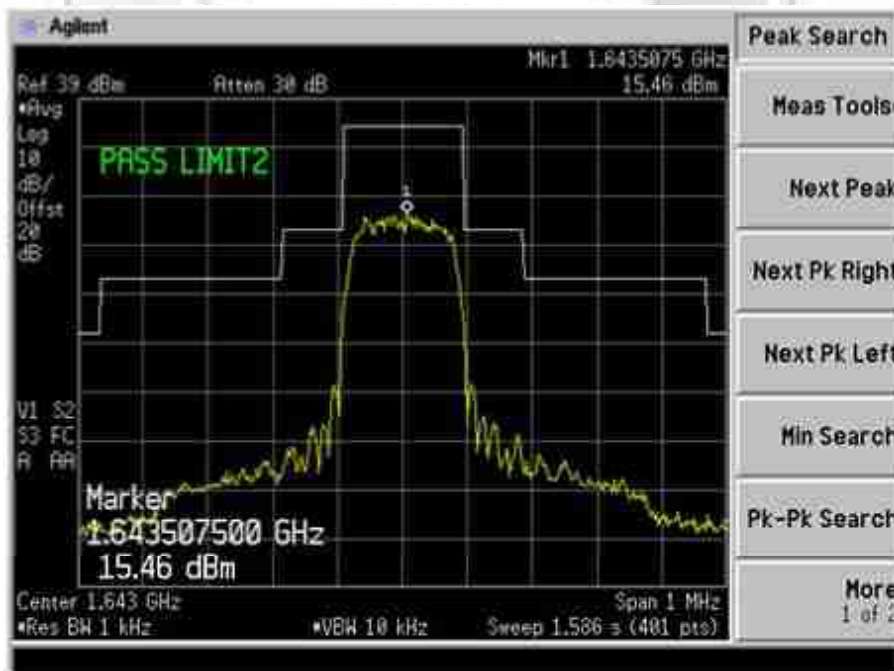 Agilent
Peak Search
Mkr1 1.6435075 GHz
Ref 39 dBm Atten 30 dB 15.46 dBm
*Avg
Log
10
dB/
Offst
20
dB
PASS LIMIT2
1
V1 S2
S3 FC
A AA
Marker
1.643507500 GHz
15.46 dBm
Center 1.643 GHz Span 1 MHz
*Res BW 1 kHz *VBW 10 kHz Sweep 1.586 s (401 pts)
Meas Tools
Next Peak
Next Pk Right
Next Pk Left
Min Search
Pk-Pk Search
More
1 of 2